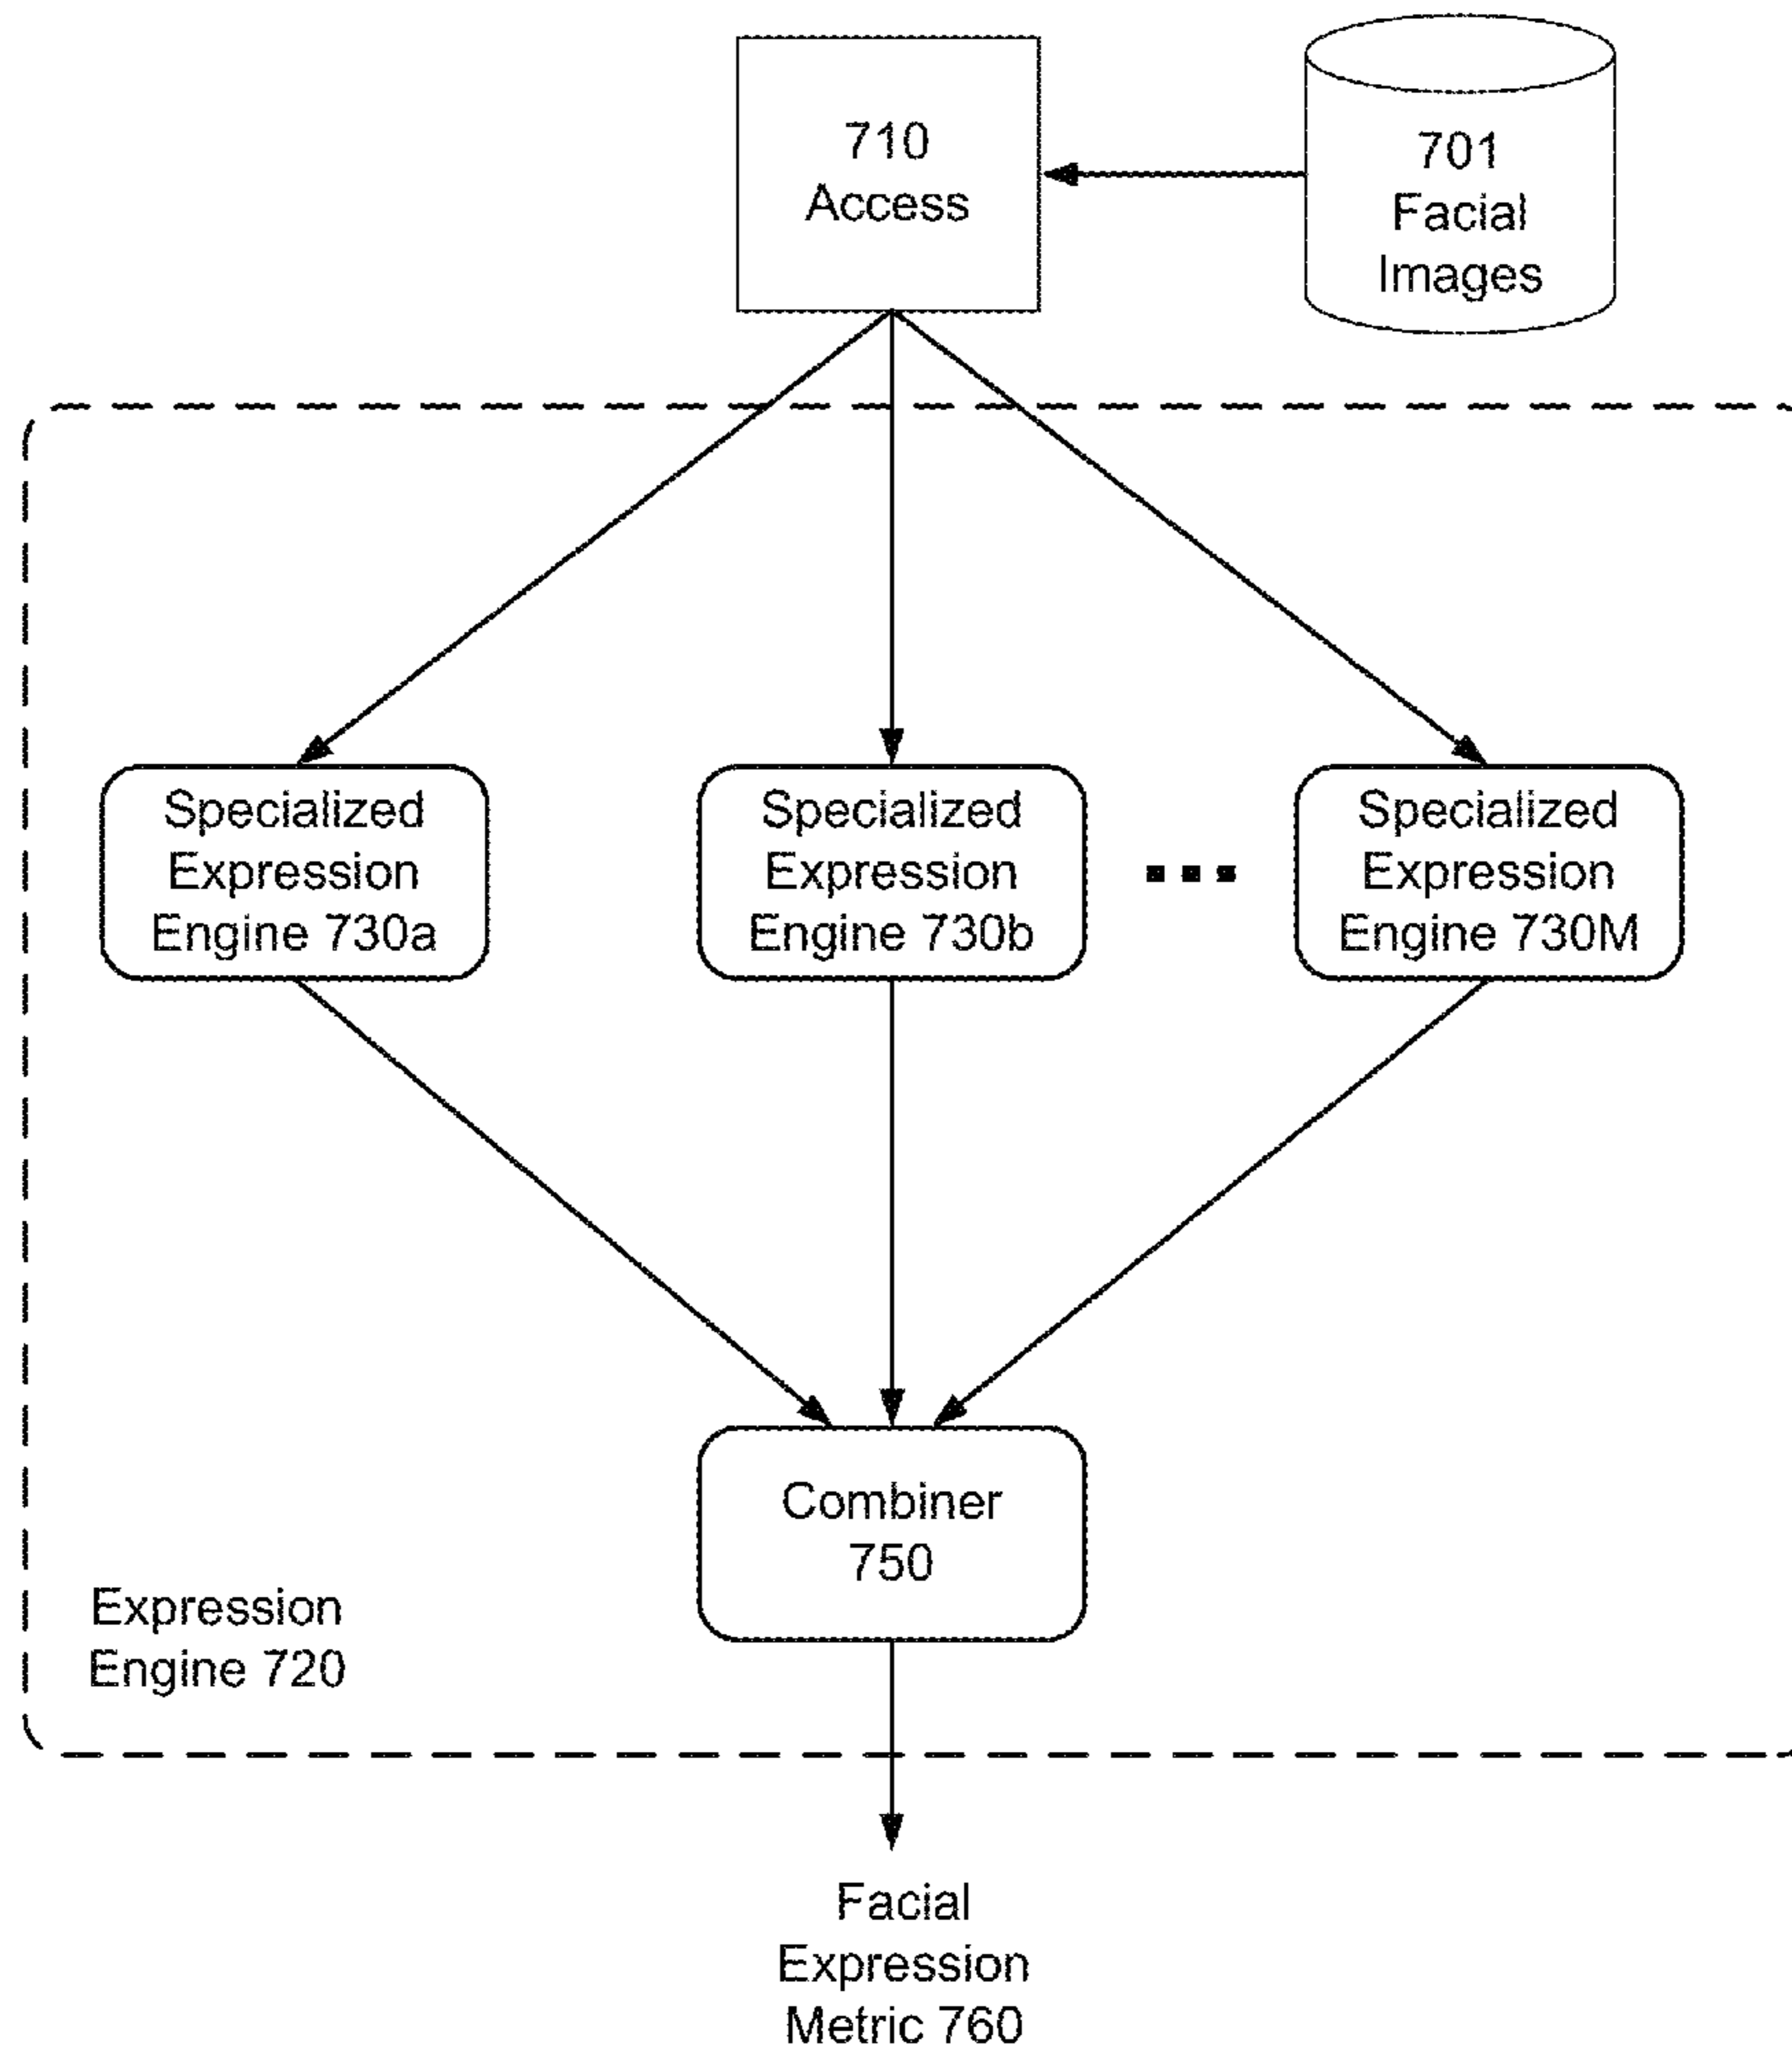 710
Access
701
Facial
Images
Specialized
Expression
Engine 730a
Specialized
Expression
Engine 730b
Specialized
Expression
Engine 730M
Combiner
750
Expression
Engine 720
Facial
Expression
Metric 760